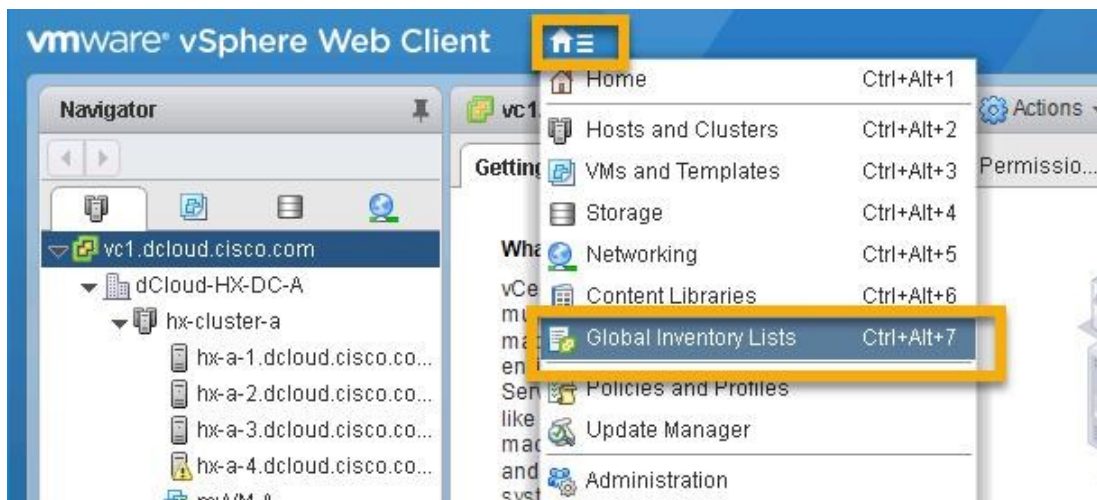 vmware® vSphere Web Client
Navigator
vc1.dcloud.cisco.com
dCloud-HX-DC-A
hx-cluster-a
hx-a-1.dcloud.cisco.co...
hx-a-2.dcloud.cisco.co...
hx-a-3.dcloud.cisco.co...
hx-a-4.dcloud.cisco.co...
vc1
Actions
Getting
Permissio...
Home Ctrl+Alt+1
Hosts and Clusters Ctrl+Alt+2
VMs and Templates Ctrl+Alt+3
Storage Ctrl+Alt+4
Networking Ctrl+Alt+5
Content Libraries Ctrl+Alt+6
Global Inventory Lists Ctrl+Alt+7
Policies and Profiles
Update Manager
Administration
like
and